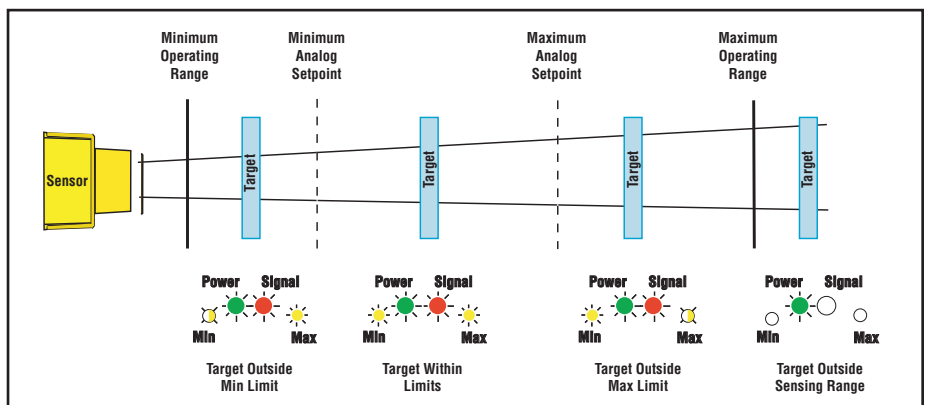 Minimum
Operating
Range
Minimum
Analog
Setpoint
Maximum
Analog
Setpoint
Maximum
Operating
Range
Sensor
Target
Target
Target
Target
Power Signal
Min Max
Target Outside
Min Limit
Power Signal
Min Max
Target Within
Limits
Power Signal
Min Max
Target Outside
Max Limit
Power Signal
Min Max
Target Outside
Sensing Range